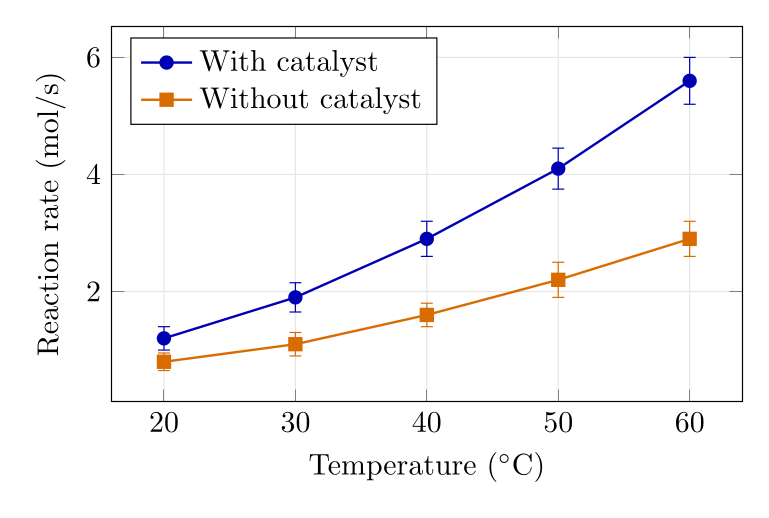 With catalyst
Without catalyst
6
4
2
Reaction rate (mol/s)
20 30 40 50 60
Temperature (°C)